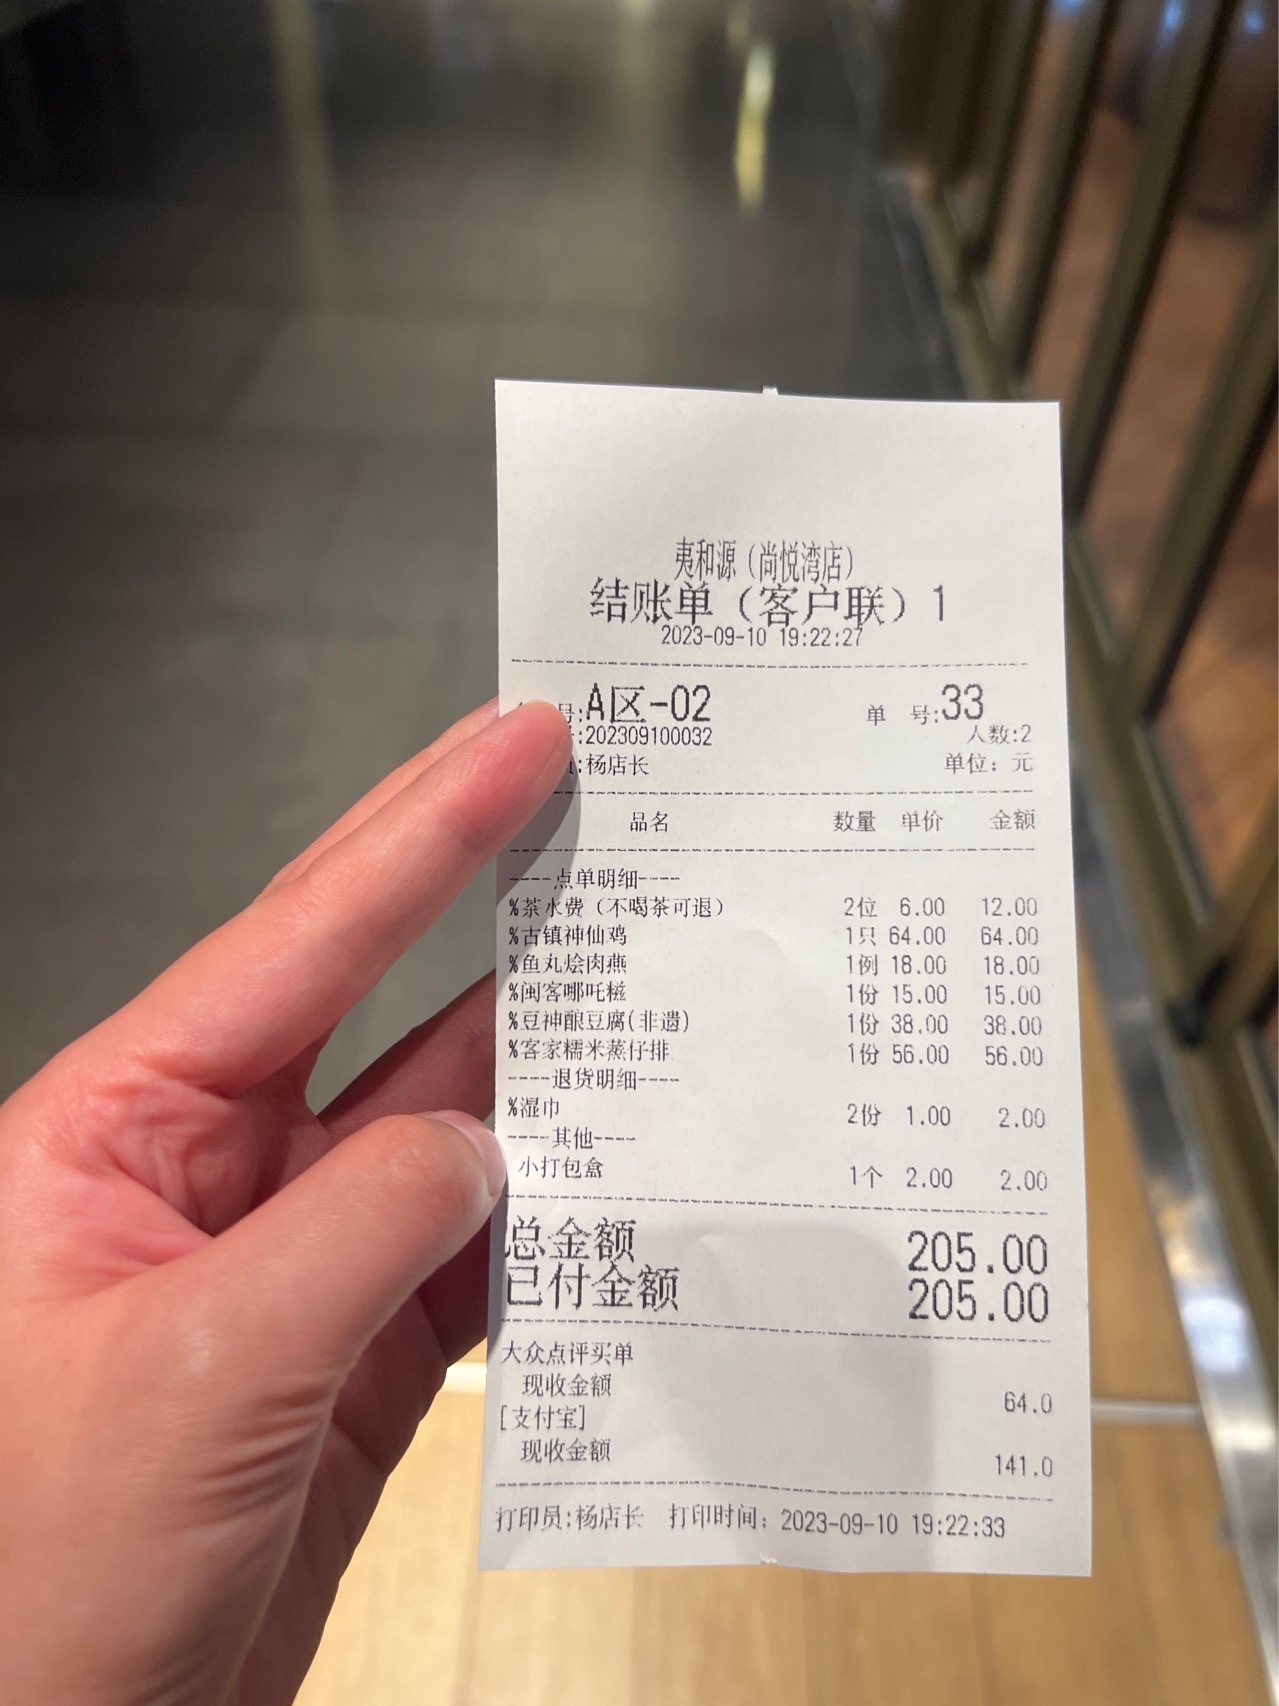 夷和源（尚悦湾店）
结账单（客户联）1
2023-09-10 19:22:27
号:A区-02 单 号:33
:202309100032 人数:2
员:杨店长 单位：元
品名 数量 单价 金额
----点单明细----
%茶水费（不喝茶可退） 2位 6.00 12.00
%古镇神仙鸡 1只 64.00 64.00
%鱼丸烩肉燕 1例 18.00 18.00
%闽客哪吒糍 1份 15.00 15.00
%豆神酿豆腐(非遗) 1份 38.00 38.00
%客家糯米蒸仔排 1份 56.00 56.00
----退货明细----
%湿巾 2份 1.00 2.00
----其他----
小打包盒 1个 2.00 2.00
总金额 205.00
已付金额 205.00
大众点评买单
现收金额 64.0
[支付宝]
现收金额 141.0
打印员:杨店长 打印时间：2023-09-10 19:22:33